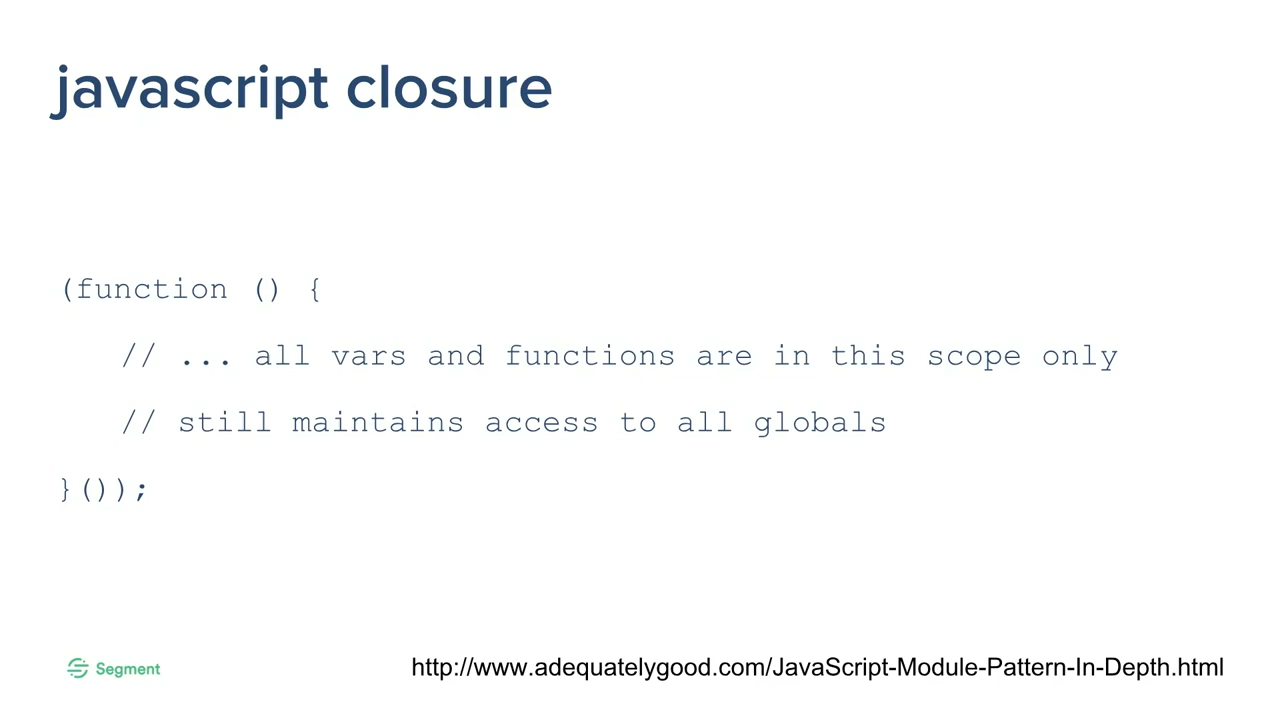 javascript closure
(function () {
// ... all vars and functions are in this scope only
// still maintains access to all globals
}());
Segment
http://www.adequatelygood.com/JavaScript-Module-Pattern-In-Depth.html